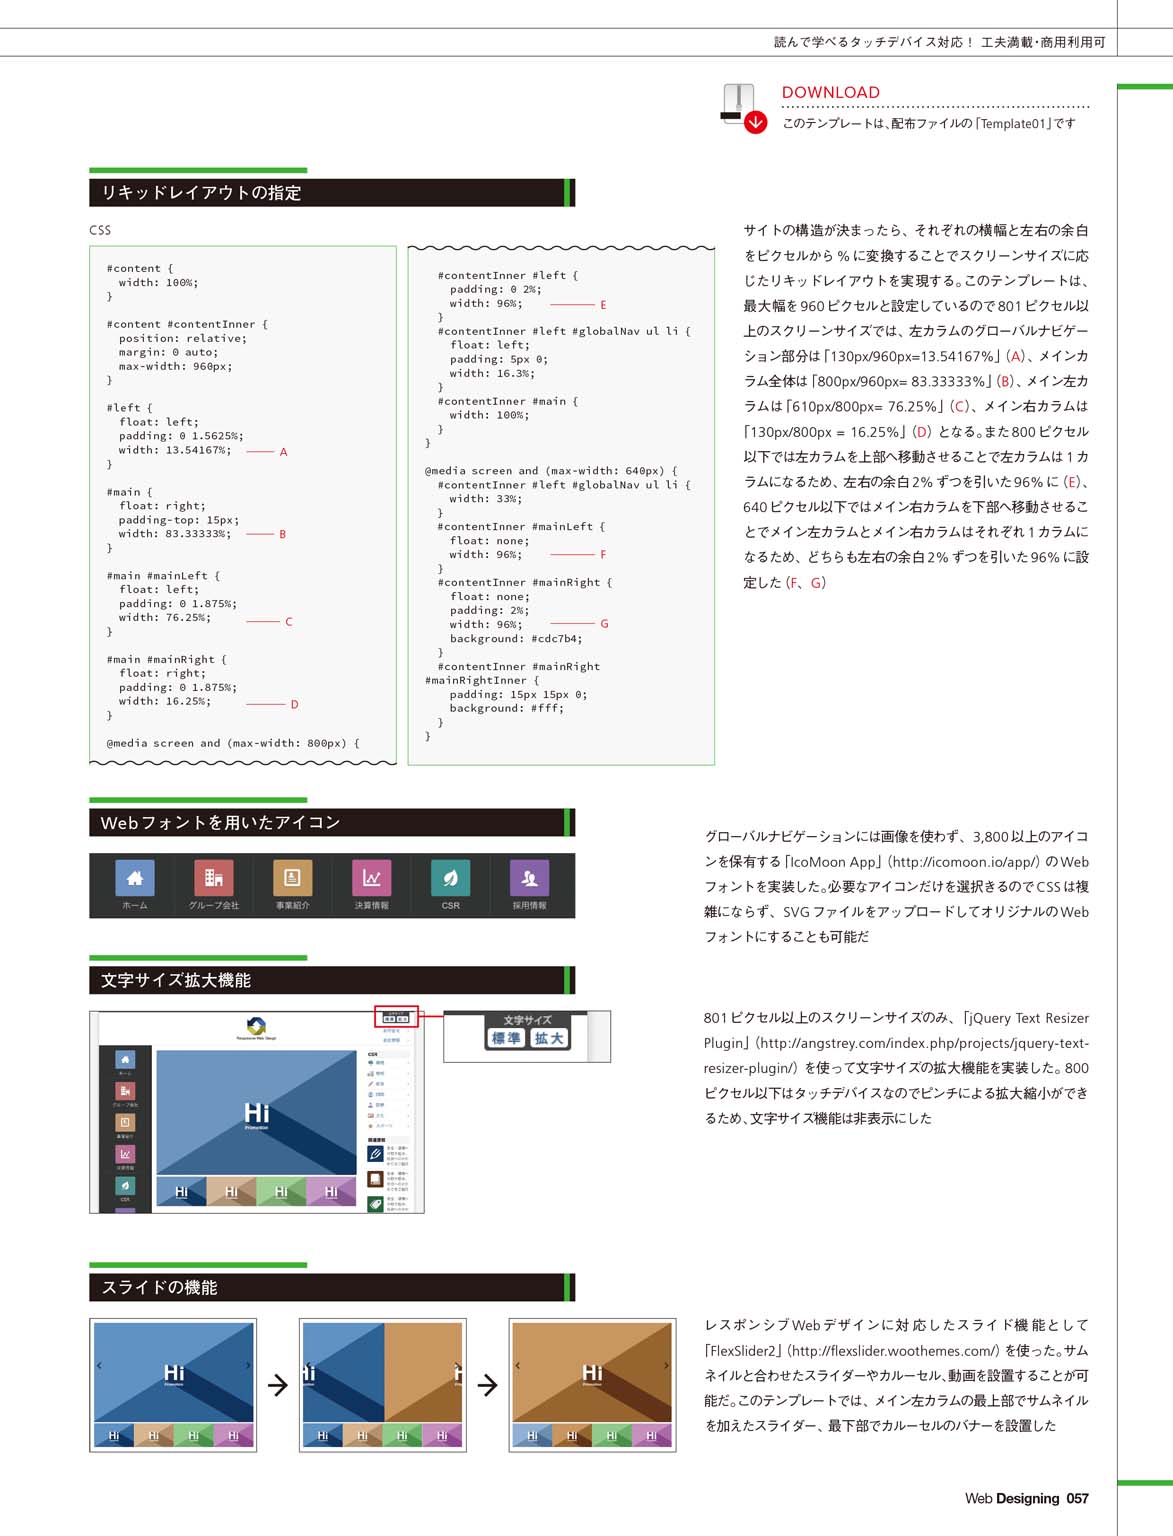 読んで学べるタッチデバイス対応！ 工夫満載・商用利用可
DOWNLOAD
このテンプレートは、配布ファイルの「Template01」です
リキッドレイアウトの指定
CSS
#content {
width: 100%;
}
#content #contentInner {
position: relative;
margin: 0 auto;
max-width: 960px;
}
#left {
float: left;
padding: 0 1.5625%;
width: 13.54167%; A
}
#main {
float: right;
padding-top: 15px;
width: 83.33333%; B
}
#main #mainLeft {
float: left;
padding: 0 1.875%;
width: 76.25%; C
}
#main #mainRight {
float: right;
padding: 0 1.875%;
width: 16.25%; D
}
@media screen and (max-width: 800px) {
#contentInner #left {
padding: 0 2%;
width: 96%; E
}
#contentInner #left #globalNav ul li {
float: left;
padding: 5px 0;
width: 16.3%;
}
#contentInner #main {
width: 100%;
}
}
@media screen and (max-width: 640px) {
#contentInner #left #globalNav ul li {
width: 33%;
}
#contentInner #mainLeft {
float: none;
width: 96%; F
}
#contentInner #mainRight {
float: none;
padding: 2%;
width: 96%; G
background: #cdc7b4;
}
#contentInner #mainRight
#mainRightInner {
padding: 15px 15px 0;
background: #fff;
}
}
サイトの構造が決まったら、それぞれの横幅と左右の余白
をピクセルから % に変換することでスクリーンサイズに応
じたリキッドレイアウトを実現する。このテンプレートは、
最大幅を960ピクセルと設定しているので801ピクセル以
上のスクリーンサイズでは、左カラムのグローバルナビゲー
ション部分は「130px/960px=13.54167%」（A）、メインカ
ラム全体は「800px/960px= 83.33333%」（B）、メイン左カ
ラムは「610px/800px= 76.25%」（C）、メイン右カラムは
「130px/800px = 16.25%」（D）となる。また800ピクセル
以下では左カラムを上部へ移動させることで左カラムは1カ
ラムになるため、左右の余白2%ずつを引いた96%に（E）、
640ピクセル以下ではメイン右カラムを下部へ移動させるこ
とでメイン左カラムとメイン右カラムはそれぞれ1カラムに
なるため、どちらも左右の余白2%ずつを引いた96%に設
定した（F、G）
Webフォントを用いたアイコン
ホーム グループ会社 事業紹介 決算情報 CSR 採用情報
グローバルナビゲーションには画像を使わず、3,800以上のアイコ
ンを保有する「IcoMoon App」（http://icomoon.io/app/）のWeb
フォントを実装した。必要なアイコンだけを選択きるのでCSSは複
雑にならず、SVGファイルをアップロードしてオリジナルのWeb
フォントにすることも可能だ
文字サイズ拡大機能
文字サイズ
標準 拡大
Responsive Web Design
ホーム
グループ会社
事業紹介
決算情報
CSR
CSR
関連情報
Hi
Promotion
Hi Hi Hi Hi
801ピクセル以上のスクリーンサイズのみ、「jQuery Text Resizer
Plugin」（http://angstrey.com/index.php/projects/jquery-text-
resizer-plugin/）を使って文字サイズの拡大機能を実装した。800
ピクセル以下はタッチデバイスなのでピンチによる拡大縮小ができ
るため、文字サイズ機能は非表示にした
スライドの機能
Hi
Promotion
Hi Hi Hi Hi
Hi
Hi Hi Hi Hi
Hi
Promotion
Hi Hi Hi Hi
レスポンシブWebデザインに対応したスライド機能として
「FlexSlider2」（http://flexslider.woothemes.com/）を使った。サム
ネイルと合わせたスライダーやカルーセル、動画を設置することが可
能だ。このテンプレートでは、メイン左カラムの最上部でサムネイル
を加えたスライダー、最下部でカルーセルのバナーを設置した
Web Designing 057